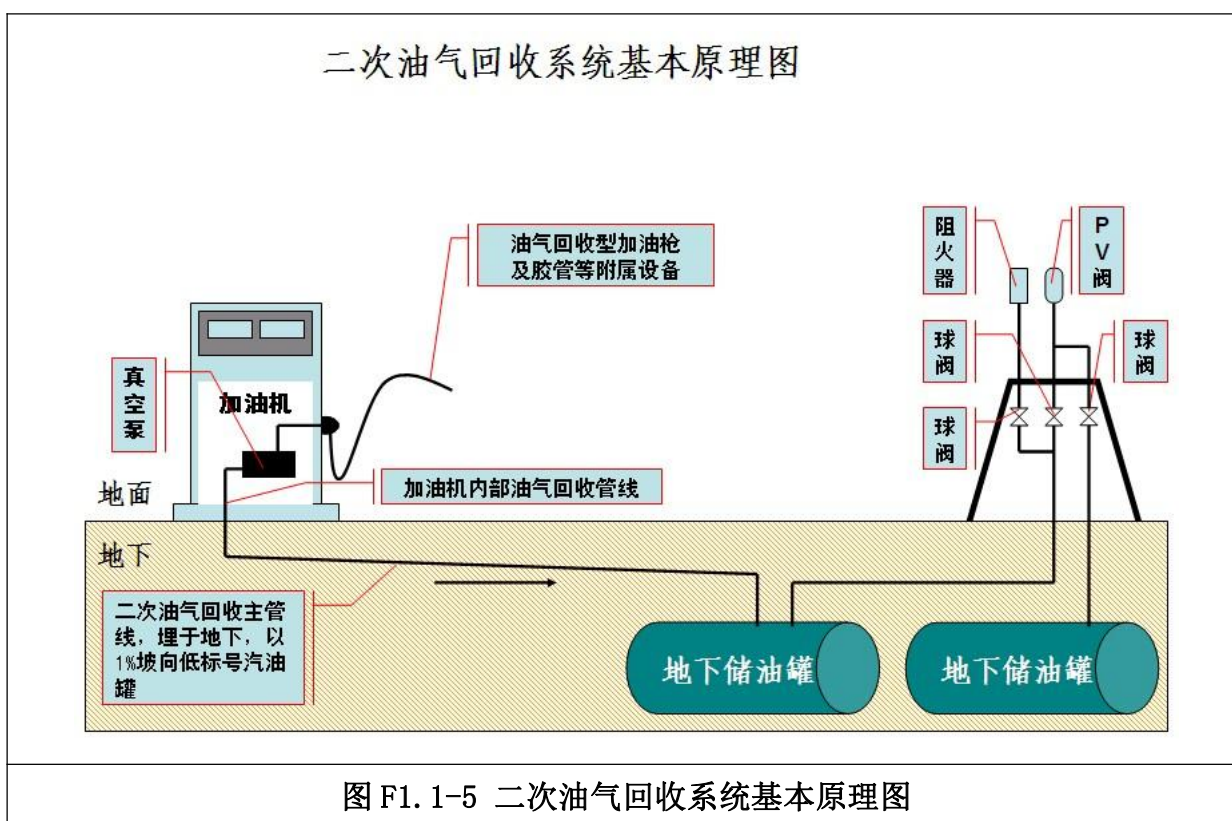 二次油气回收系统基本原理图
油气回收型加油枪
及胶管等附属设备
阻
火
器
P
V
阀
球
阀
球
阀
真
空
泵
加油机
球
阀
加油机内部油气回收管线
地面
地下
二次油气回收主管
线，埋于地下，以
1%坡向低标号汽油
罐
地下储油罐
地下储油罐
图 F1.1-5 二次油气回收系统基本原理图